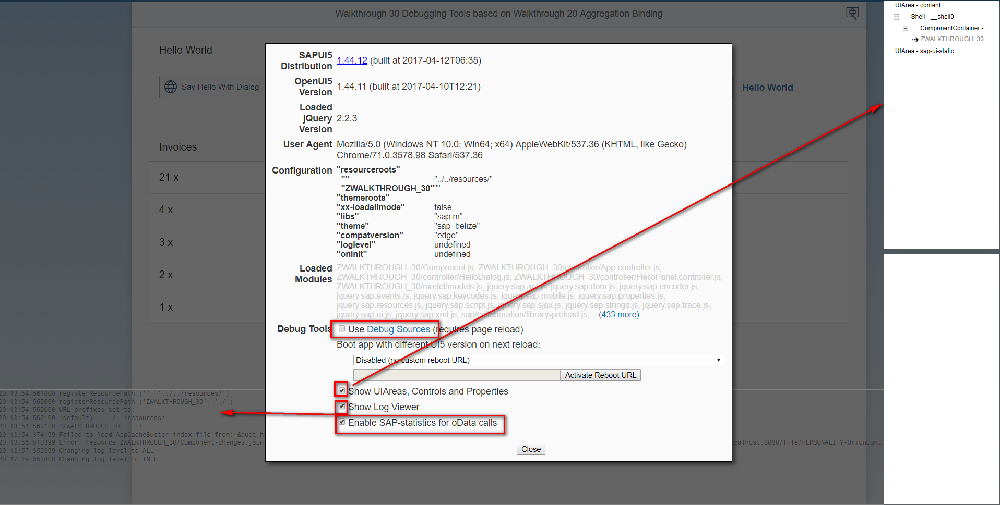 Walkthrough 30 Debugging Tools based on Walkthrough 20 Aggregation Binding
UIArea - content
Shell - __shell0
ComponentContainer - __...
ZWALKTHROUGH_30
UIArea - sap-ui-static
Hello World
Say Hello With Dialog
Hello World
Invoices
21 x
4 x
3 x
2 x
1 x
SAPUI5 Distribution 1.44.12 (built at 2017-04-12T06:35)
OpenUI5 Version 1.44.11 (built at 2017-04-10T12:21)
Loaded jQuery Version 2.2.3
User Agent Mozilla/5.0 (Windows NT 10.0; Win64; x64) AppleWebKit/537.36 (KHTML, like Gecko)
Chrome/71.0.3578.98 Safari/537.36
Configuration "resourceroots"
"" "../../resources/"
"ZWALKTHROUGH_30" ""
"themeroots"
"xx-loadallmode" false
"libs" "sap.m"
"theme" "sap_belize"
"compatversion" "edge"
"loglevel" undefined
"oninit" undefined
Loaded Modules ZWALKTHROUGH_30/Component.js, ZWALKTHROUGH_30/controller/App.controller.js,
ZWALKTHROUGH_30/controller/HelloDialog.js, ZWALKTHROUGH_30/controller/HelloPanel.controller.js,
ZWALKTHROUGH_30/model/models.js, jquery.sap.act.js, jquery.sap.dom.js, jquery.sap.encoder.js,
jquery.sap.events.js, jquery.sap.keycodes.js, jquery.sap.mobile.js, jquery.sap.properties.js,
jquery.sap.resources.js, jquery.sap.script.js, jquery.sap.sjax.js, jquery.sap.strings.js, jquery.sap.trace.js,
jquery.sap.ui.js, jquery.sap.xml.js, sap/collaboration/library-preload.js, ...(433 more)
Debug Tools Use Debug Sources (requires page reload)
Boot app with different UI5 version on next reload:
Disabled (no custom reboot URL)
Activate Reboot URL
Show UIAreas, Controls and Properties
Show Log Viewer
Enable SAP-statistics for oData calls
Close
20:13:54.561800 registerResourcePath ('', '../../resources/')
20:13:54.562000 registerResourcePath ('ZWALKTHROUGH_30', './')
20:13:54.562000 URL prefixes set to:
20:13:54.562100 (default) : ../../resources/
20:13:54.562100 'ZWALKTHROUGH_30' : ./
20:13:54.874199 Failed to load AppCacheBuster index file from: &quot;h
20:13:55.810399 Error: resource ZWALKTHROUGH_30/Component-changes.json
ocalhost:8080/file/PERSONALITY-OrionCon...
20:13:57.853399 Changing log level to ALL
20:17:19.057800 Changing log level to INFO